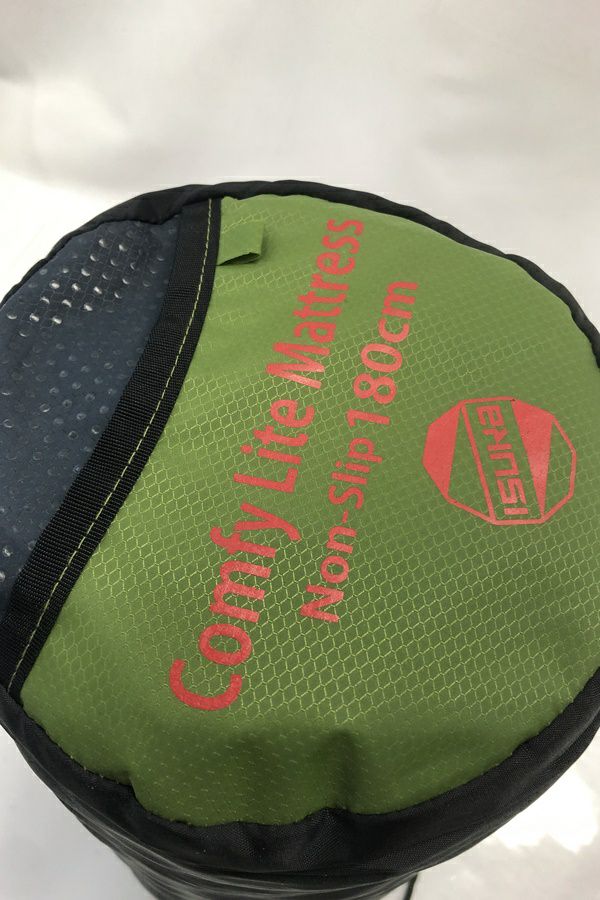 Comfy Lite Mattress
Non-Slip 180cm
ISUKA